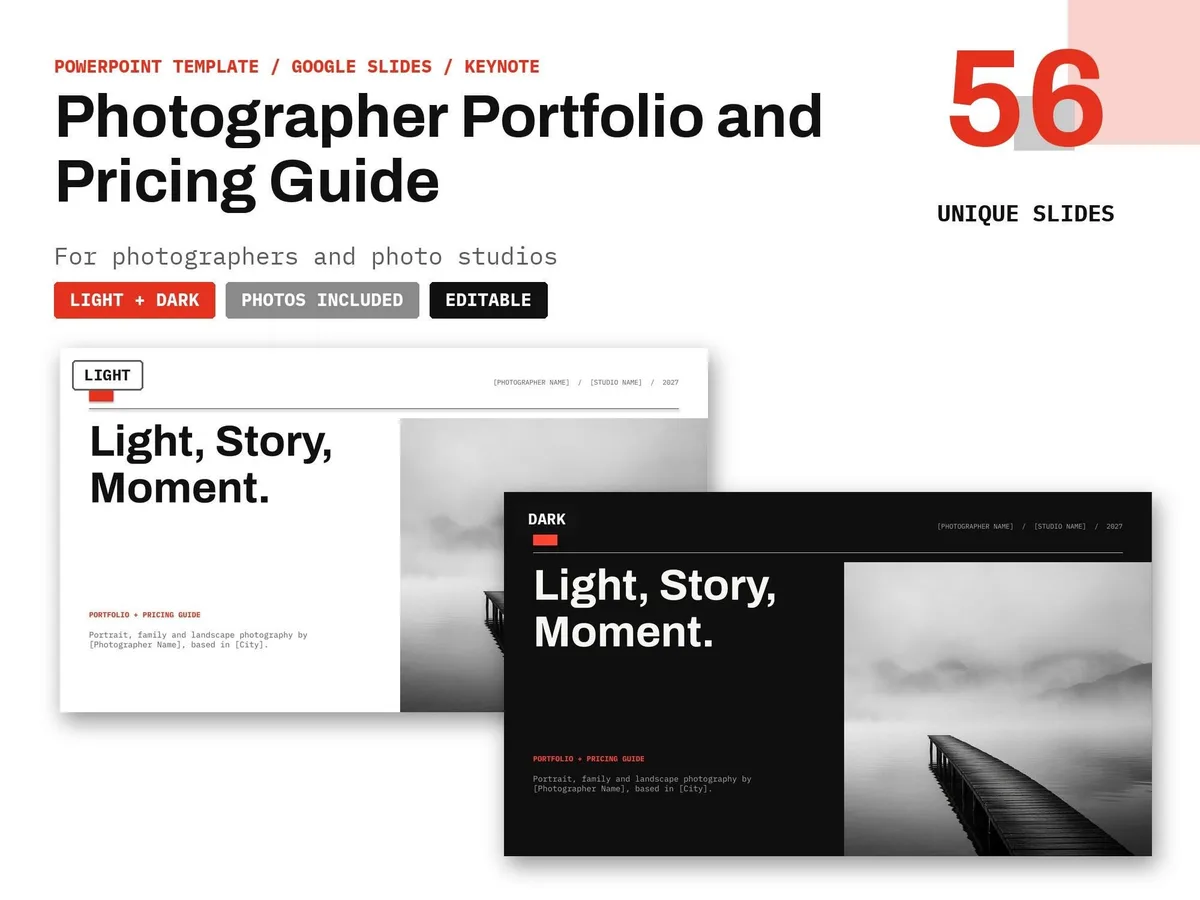 POWERPOINT TEMPLATE / GOOGLE SLIDES / KEYNOTE
Photographer Portfolio and
Pricing Guide
For photographers and photo studios
LIGHT + DARK
PHOTOS INCLUDED
EDITABLE
56
UNIQUE SLIDES
LIGHT
[PHOTOGRAPHER NAME] / [STUDIO NAME] / 2027
Light, Story,
Moment.
PORTFOLIO + PRICING GUIDE
Portrait, family and landscape photography by
[Photographer Name], based in [City].
DARK
[PHOTOGRAPHER NAME] / [STUDIO NAME] / 2027
Light, Story,
Moment.
PORTFOLIO + PRICING GUIDE
Portrait, family and landscape photography by
[Photographer Name], based in [City].